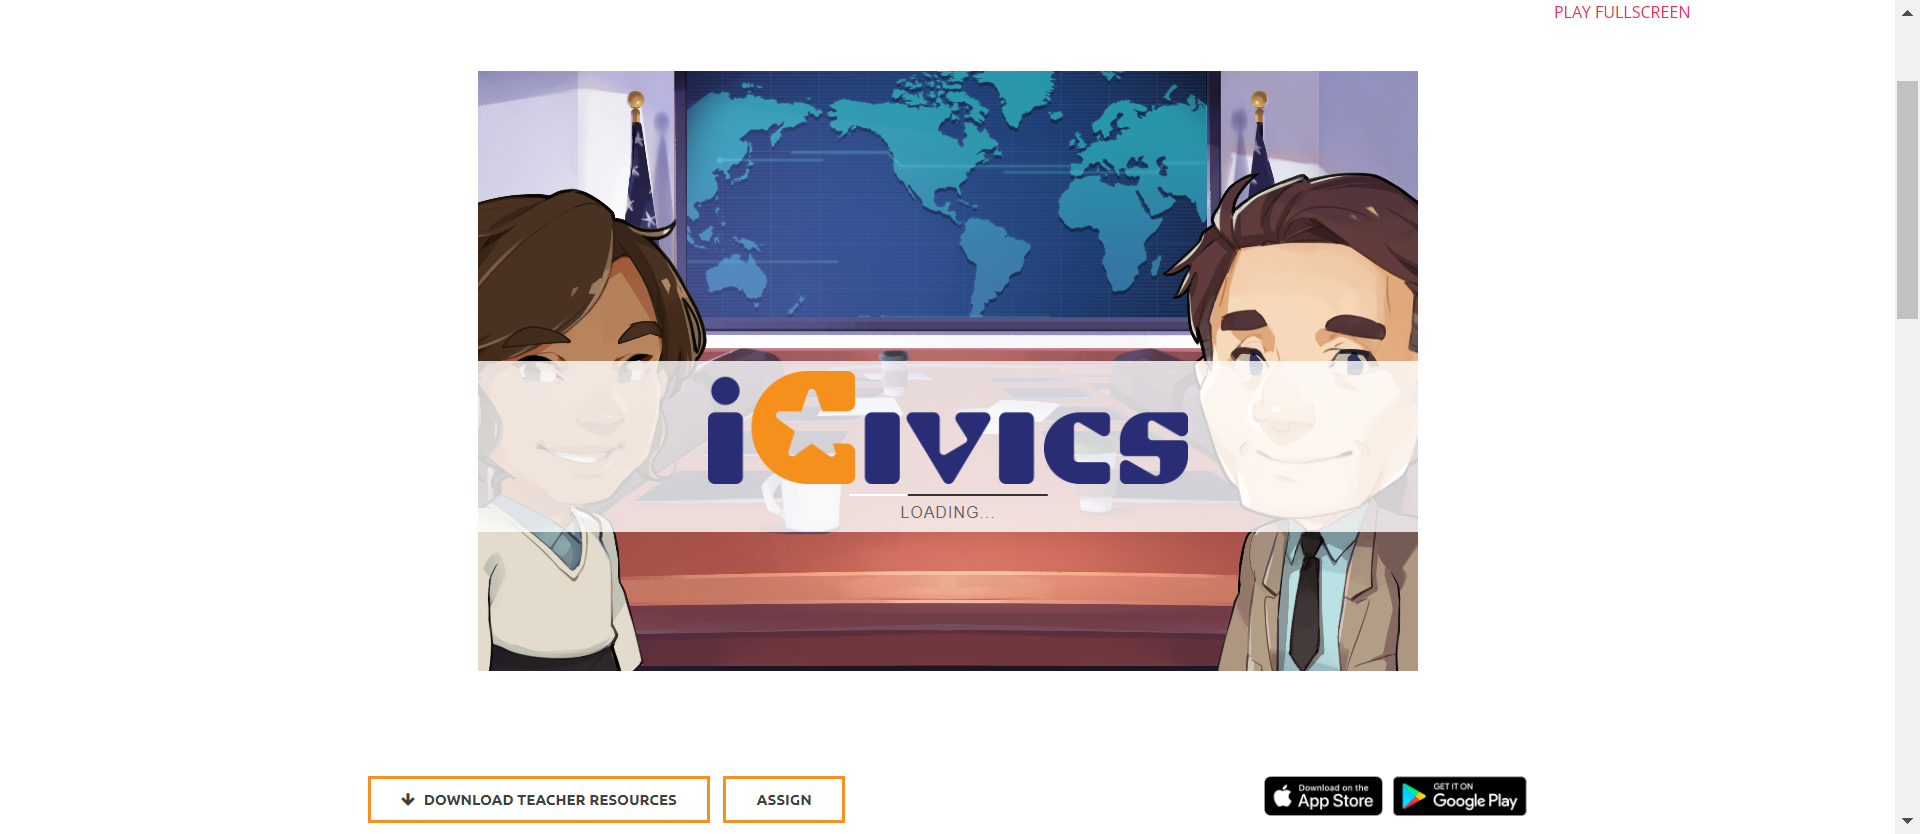 PLAY FULLSCREEN
iCivics
LOADING...
DOWNLOAD TEACHER RESOURCES
ASSIGN
Download on the
App Store
GET IT ON
Google Play